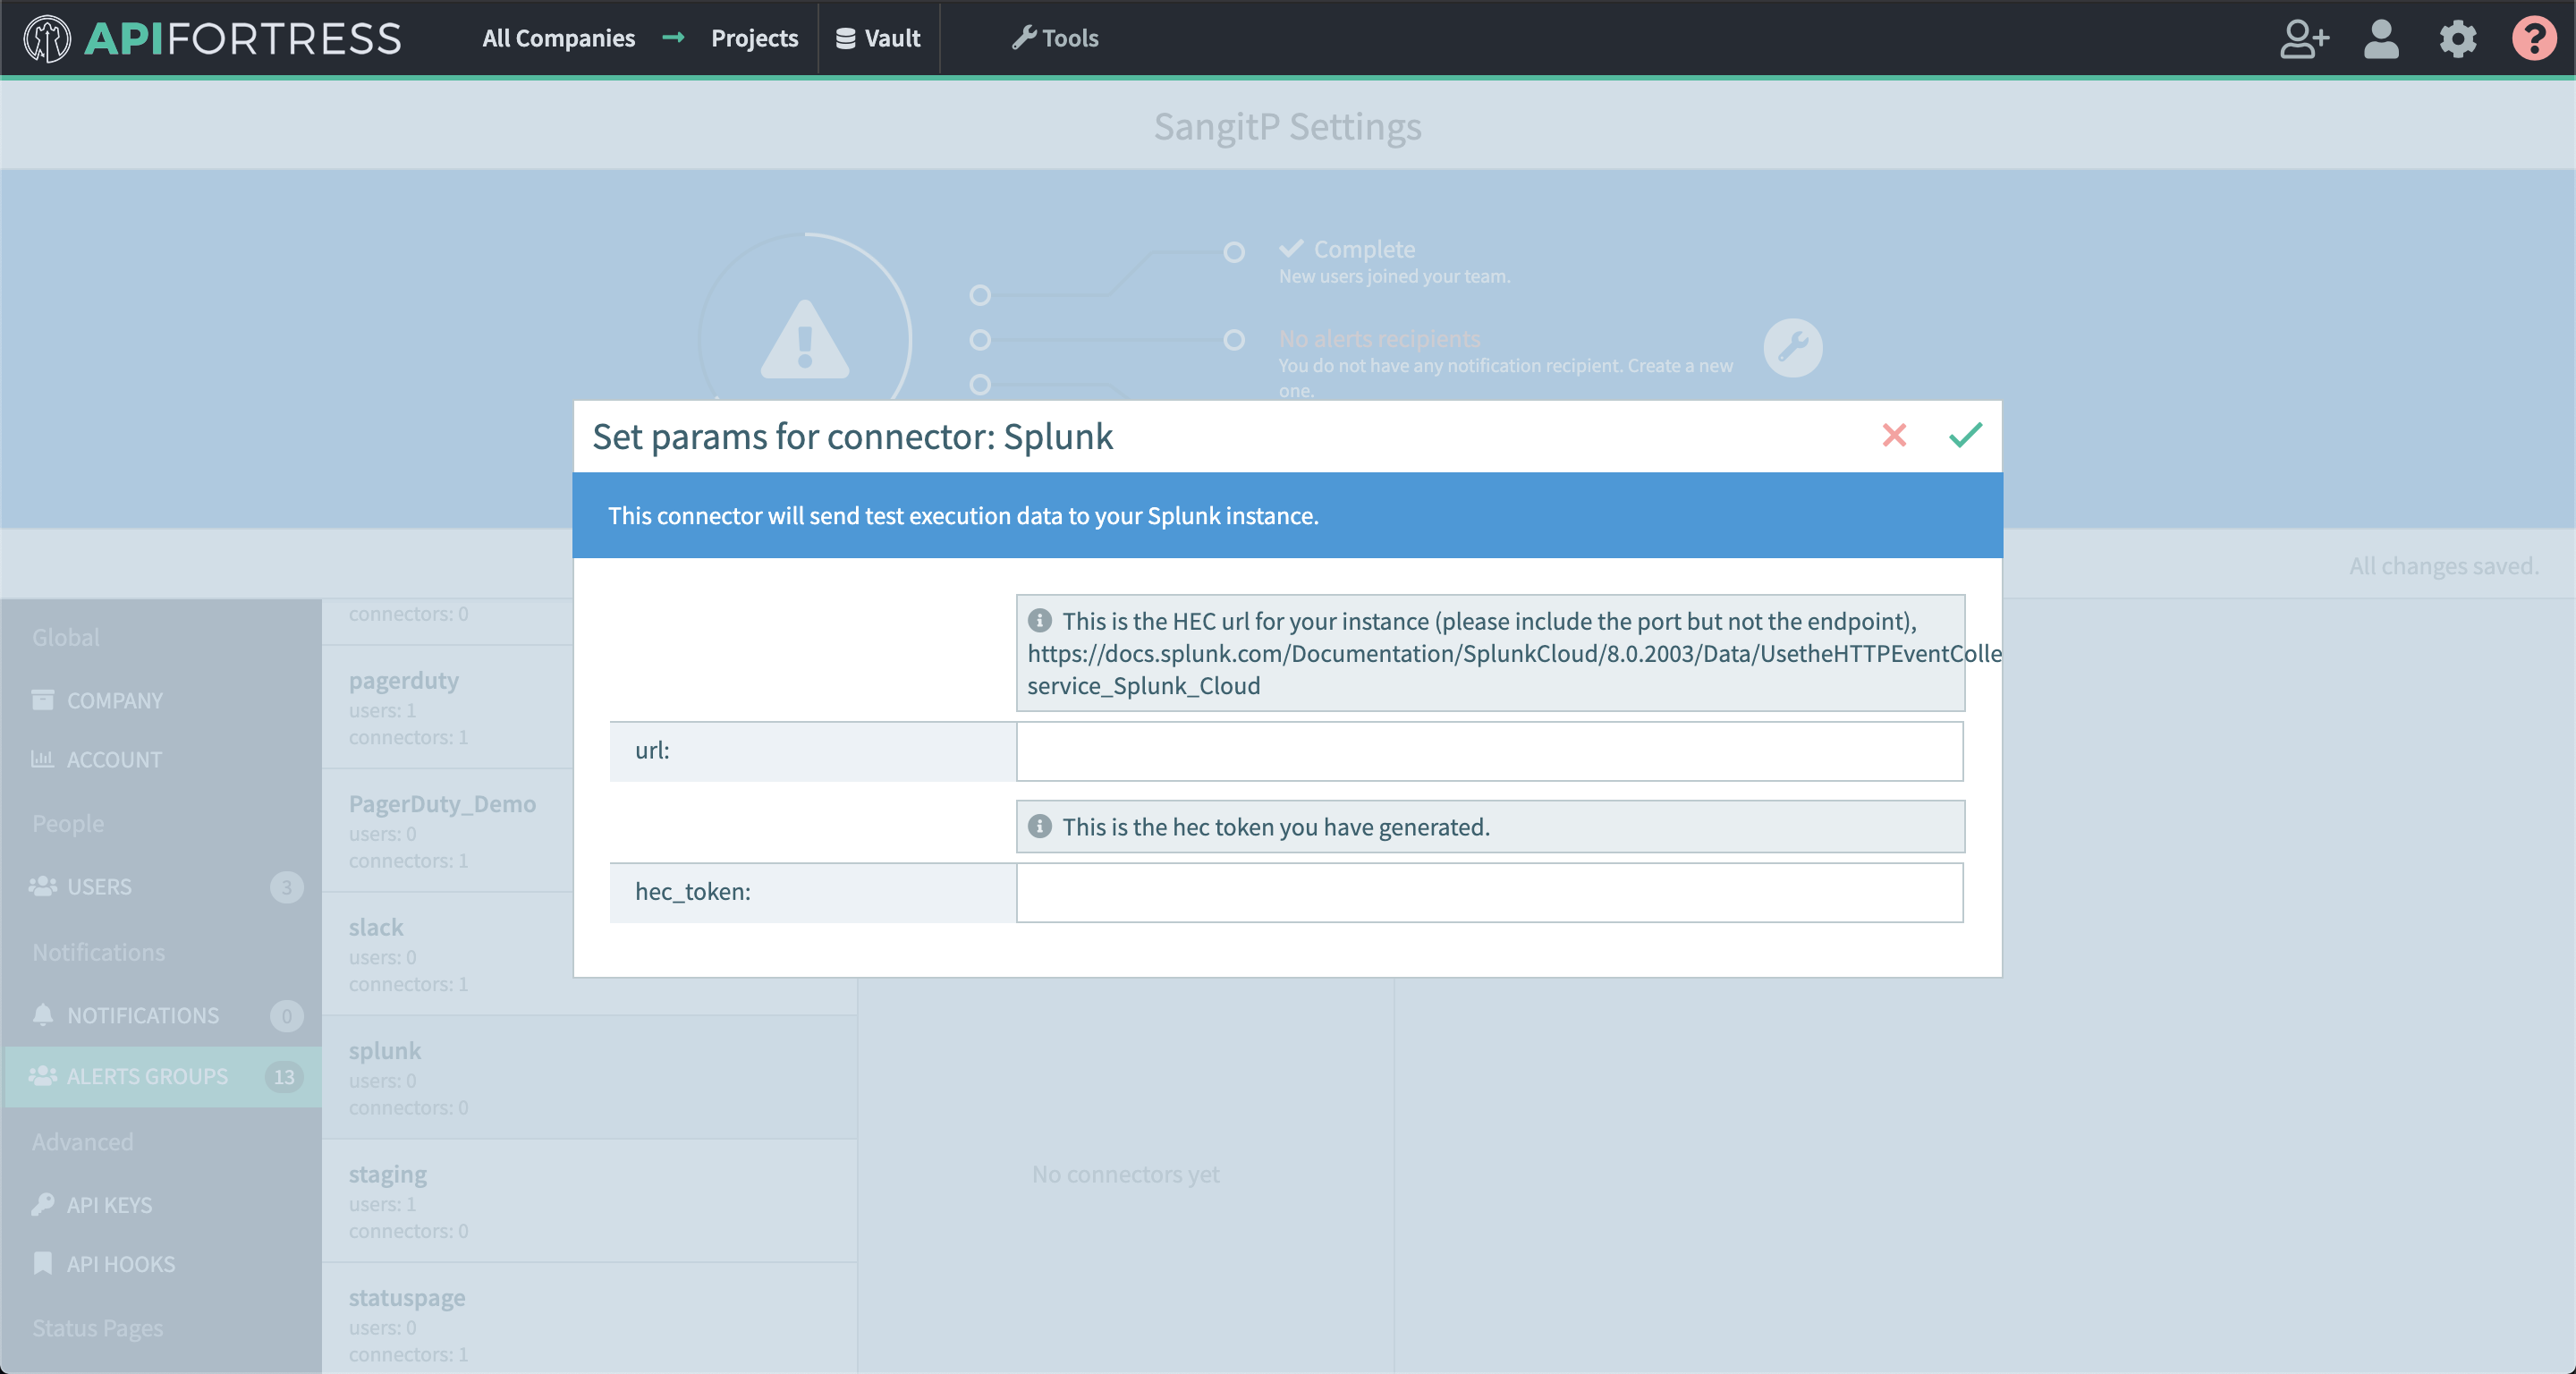 APIFORTRESS
All Companies
Projects
Vault
Tools
SangitP Settings
Complete
New users joined your team.
No alerts recipients
You do not have any notification recipient. Create a new
one.
Set params for connector: Splunk
This connector will send test execution data to your Splunk instance.
All changes saved.
This is the HEC url for your instance (please include the port but not the endpoint),
https://docs.splunk.com/Documentation/SplunkCloud/8.0.2003/Data/UsetheHTTPEventColle
service_Splunk_Cloud
url:
This is the hec token you have generated.
hec_token:
Global
COMPANY
ACCOUNT
People
USERS 3
Notifications
NOTIFICATIONS 0
ALERTS GROUPS 13
Advanced
API KEYS
API HOOKS
Status Pages
connectors: 0
pagerduty
users: 1
connectors: 1
PagerDuty_Demo
users: 0
connectors: 1
slack
users: 0
connectors: 1
splunk
users: 0
connectors: 0
staging
users: 1
connectors: 0
statuspage
users: 0
connectors: 1
No connectors yet